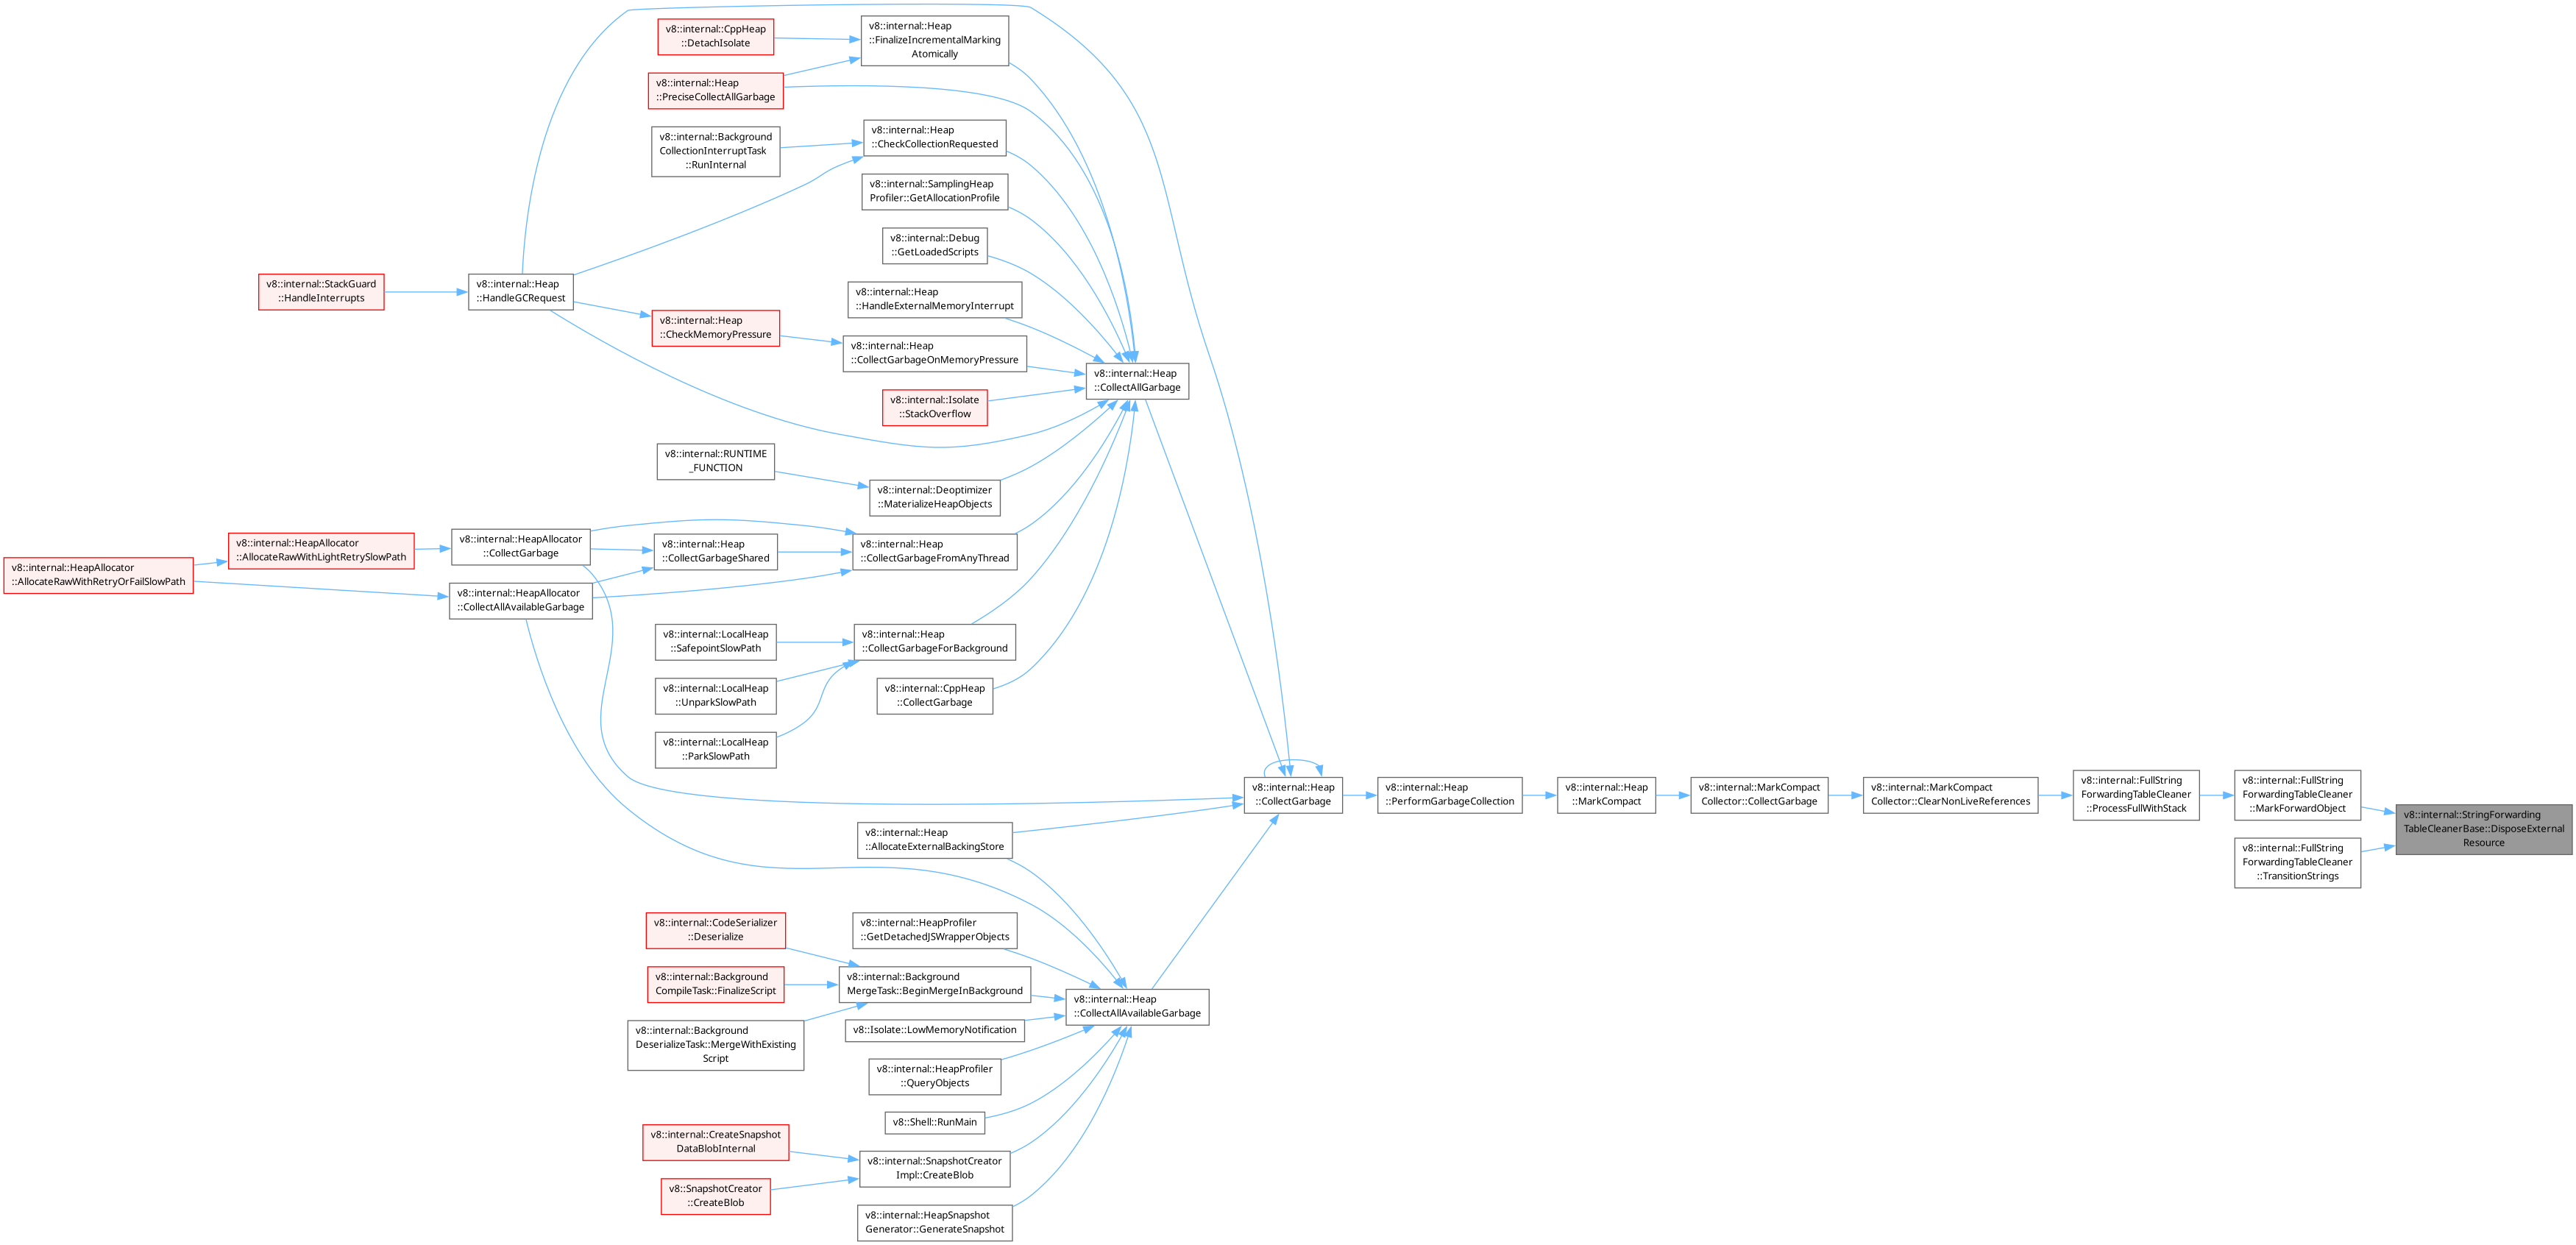 v8::internal::CppHeap
::DetachIsolate
v8::internal::Heap
::FinalizeIncrementalMarking
Atomically
v8::internal::Heap
::PreciseCollectAllGarbage
v8::internal::Background
CollectionInterruptTask
::RunInternal
v8::internal::Heap
::CheckCollectionRequested
v8::internal::SamplingHeap
Profiler::GetAllocationProfile
v8::internal::Debug
::GetLoadedScripts
v8::internal::StackGuard
::HandleInterrupts
v8::internal::Heap
::HandleGCRequest
v8::internal::Heap
::HandleExternalMemoryInterrupt
v8::internal::Heap
::CheckMemoryPressure
v8::internal::Heap
::CollectGarbageOnMemoryPressure
v8::internal::Heap
::CollectAllGarbage
v8::internal::Isolate
::StackOverflow
v8::internal::RUNTIME
_FUNCTION
v8::internal::Deoptimizer
::MaterializeHeapObjects
v8::internal::HeapAllocator
::AllocateRawWithRetryOrFailSlowPath
v8::internal::HeapAllocator
::AllocateRawWithLightRetrySlowPath
v8::internal::HeapAllocator
::CollectGarbage
v8::internal::Heap
::CollectGarbageShared
v8::internal::Heap
::CollectGarbageFromAnyThread
v8::internal::HeapAllocator
::CollectAllAvailableGarbage
v8::internal::LocalHeap
::SafepointSlowPath
v8::internal::Heap
::CollectGarbageForBackground
v8::internal::LocalHeap
::UnparkSlowPath
v8::internal::CppHeap
::CollectGarbage
v8::internal::LocalHeap
::ParkSlowPath
v8::internal::Heap
::CollectGarbage
v8::internal::Heap
::PerformGarbageCollection
v8::internal::Heap
::MarkCompact
v8::internal::MarkCompact
Collector::CollectGarbage
v8::internal::MarkCompact
Collector::ClearNonLiveReferences
v8::internal::FullString
ForwardingTableCleaner
::ProcessFullWithStack
v8::internal::FullString
ForwardingTableCleaner
::MarkForwardObject
v8::internal::StringForwarding
TableCleanerBase::DisposeExternal
Resource
v8::internal::FullString
ForwardingTableCleaner
::TransitionStrings
v8::internal::Heap
::AllocateExternalBackingStore
v8::internal::CodeSerializer
::Deserialize
v8::internal::HeapProfiler
::GetDetachedJSWrapperObjects
v8::internal::Background
CompileTask::FinalizeScript
v8::internal::Background
MergeTask::BeginMergeInBackground
v8::internal::Heap
::CollectAllAvailableGarbage
v8::internal::Background
DeserializeTask::MergeWithExisting
Script
v8::Isolate::LowMemoryNotification
v8::internal::HeapProfiler
::QueryObjects
v8::Shell::RunMain
v8::internal::CreateSnapshot
DataBlobInternal
v8::internal::SnapshotCreator
Impl::CreateBlob
v8::SnapshotCreator
::CreateBlob
v8::internal::HeapSnapshot
Generator::GenerateSnapshot